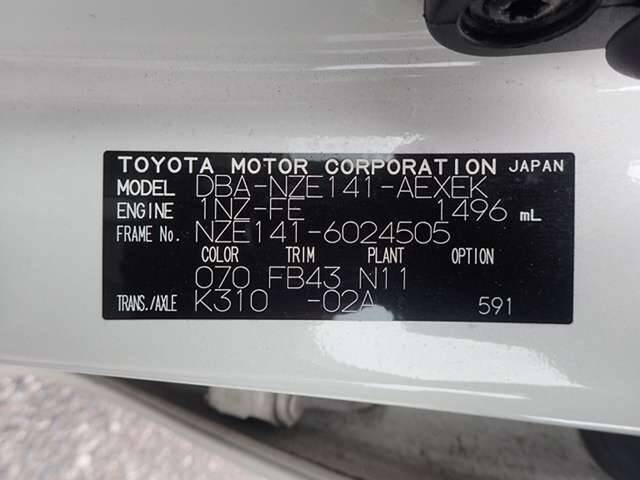 TOYOTA MOTOR CORPORATION JAPAN
MODEL DBA-NZE141-AEXEK
ENGINE 1NZ-FE 1496 mL
FRAME No. NZE141-6024505
COLOR TRIM PLANT OPTION
070 FB43 N11
TRANS./AXLE K310 -02A 591